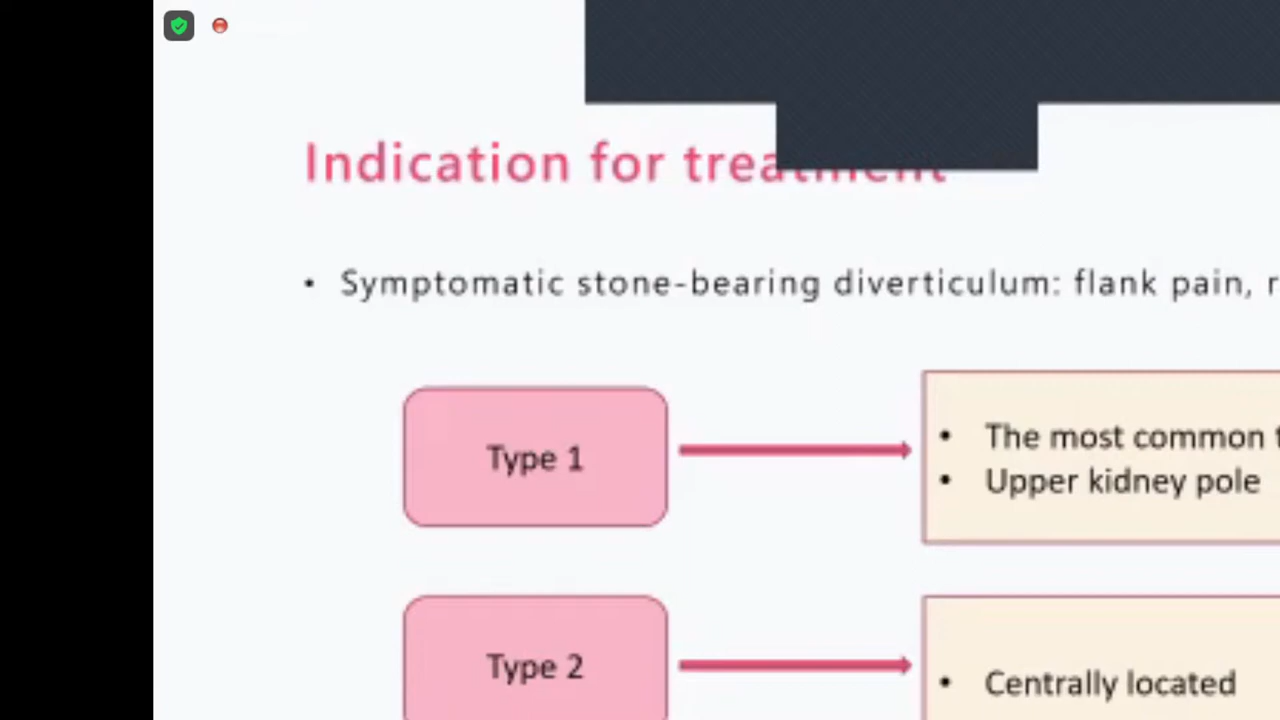 Indication for treatment
• Symptomatic stone-bearing diverticulum: flank pain,
Type 1
• The most common
• Upper kidney pole
Type 2
• Centrally located